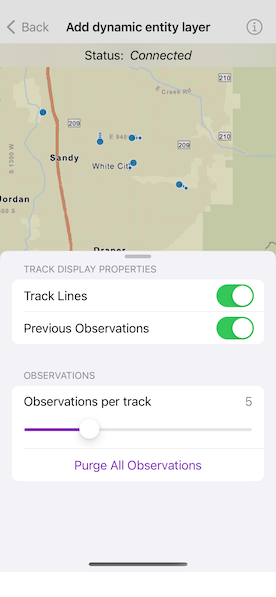 Back
Add dynamic entity layer
Status: Connected
E Creek Rd
210
209
E 940
209
S 1300 W
Sandy
White Cit
210
Jordan
Draper
TRACK DISPLAY PROPERTIES
Track Lines
Previous Observations
OBSERVATIONS
Observations per track 5
Purge All Observations